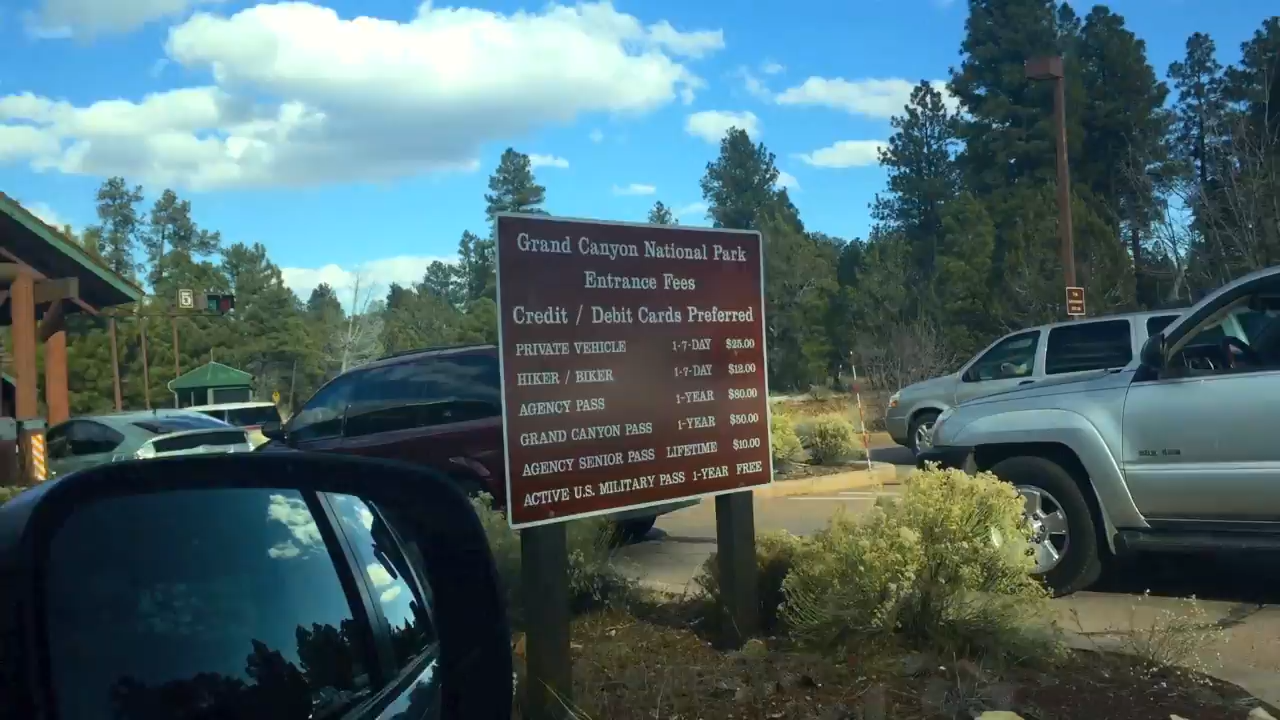 Grand Canyon National Park
Entrance Fees
Credit / Debit Cards Preferred
PRIVATE VEHICLE 1-7-DAY $25.00
HIKER / BIKER 1-7-DAY $12.00
AGENCY PASS 1-YEAR $80.00
GRAND CANYON PASS 1-YEAR $50.00
AGENCY SENIOR PASS LIFETIME $10.00
ACTIVE U.S. MILITARY PASS 1-YEAR FREE
5